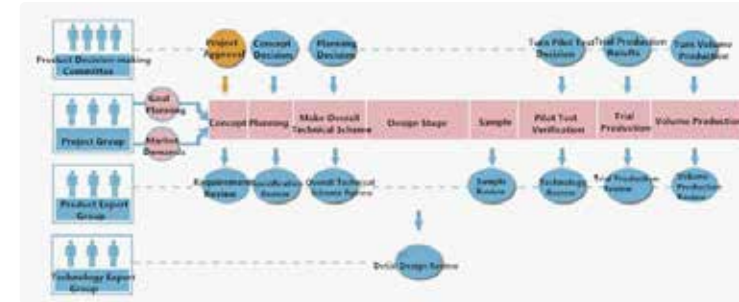 Product Decision-making
Committee
Project
Approval
Concept
Decision
Planning
Decision
Turn Pilot Test
Decision
Trial Production
Results
Turn Volume
Production
Project Group
Goal
Planning
Market
Demands
Concept
Planning
Make Overall
Technical Scheme
Design Stage
Sample
Pilot Test
Verification
Trial
Production
Volume Production
Product Expert
Group
Requirements
Review
Specification
Review
Overall Technical
Scheme Review
Sample
Review
Technology
Review
Trial Production
Review
Volume
Production
Review
Technology Expert
Group
Detail Design Review